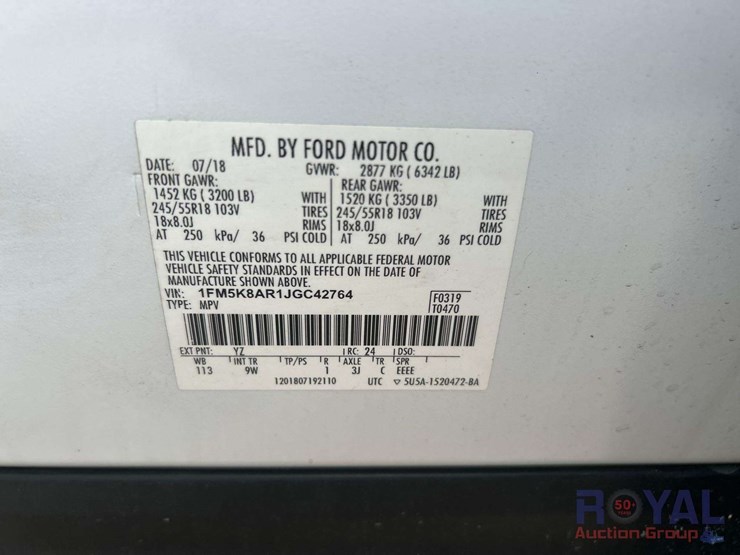 MFD. BY FORD MOTOR CO.
DATE: 07/18 GVWR: 2877 KG ( 6342 LB)
FRONT GAWR: REAR GAWR:
1452 KG ( 3200 LB) WITH 1520 KG ( 3350 LB) WITH
245/55R18 103V TIRES 245/55R18 103V TIRES
18x8.0J RIMS 18x8.0J RIMS
AT 250 kPa/ 36 PSI COLD AT 250 kPa/ 36 PSI COLD
THIS VEHICLE CONFORMS TO ALL APPLICABLE FEDERAL MOTOR
VEHICLE SAFETY STANDARDS IN EFFECT ON THE DATE OF
MANUFACTURE SHOWN ABOVE.
VIN: 1FM5K8AR1JGC42764 F0319
TYPE: MPV T0470
EXT PNT: YZ RC: 24 DSO:
WB INT TR TP/PS R AXLE TR SPR
113 9W 1 3J C EEEE
1201807192110 UTC ▽ 5U5A-1520472-BA
ROYAL
50+
Auction Group